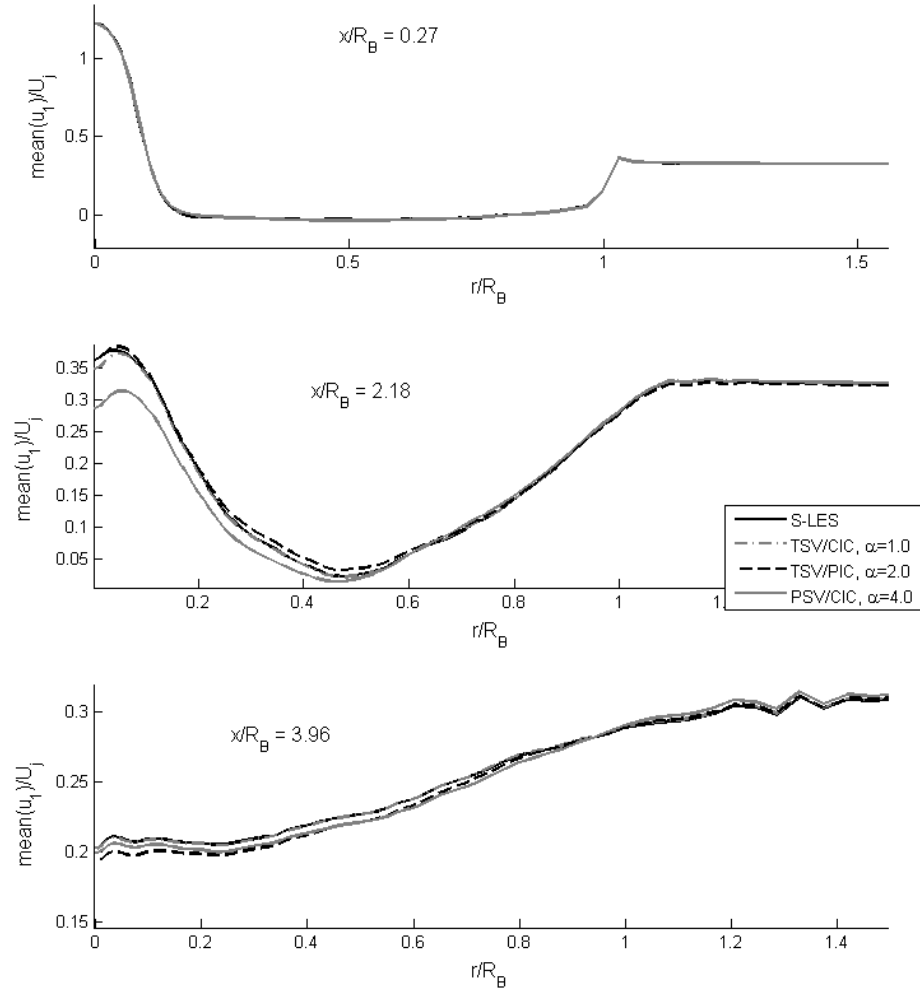 x/R_B = 0.27
mean(u_1)/U_j
1
0.5
0
0
0.5
1
1.5
r/R_B
x/R_B = 2.18
mean(u_1)/U_j
0.35
0.3
0.25
0.2
0.15
0.1
0.05
0.2
0.4
0.6
0.8
1
r/R_B
S-LES
TSV/CIC, α=1.0
TSV/PIC, α=2.0
PSV/CIC, α=4.0
x/R_B = 3.96
mean(u_1)/U_j
0.3
0.25
0.2
0.15
0
0.2
0.4
0.6
0.8
1
1.2
1.4
r/R_B